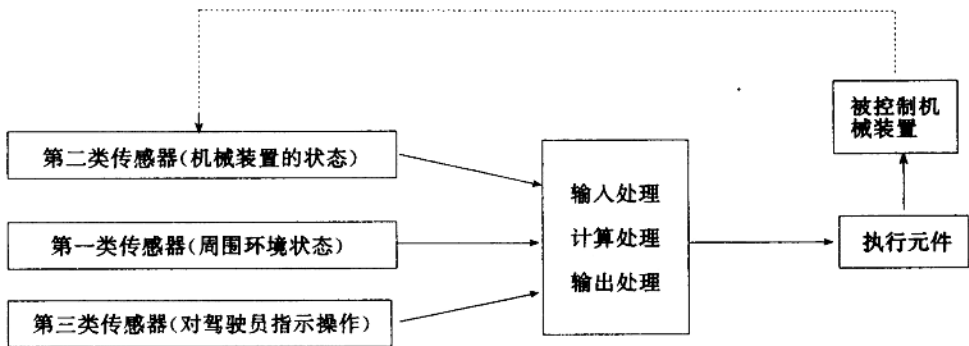 被控制机
械装置
第二类传感器(机械装置的状态)
输入处理
第一类传感器(周围环境状态)
计算处理
执行元件
输出处理
第三类传感器(对驾驶员指示操作)